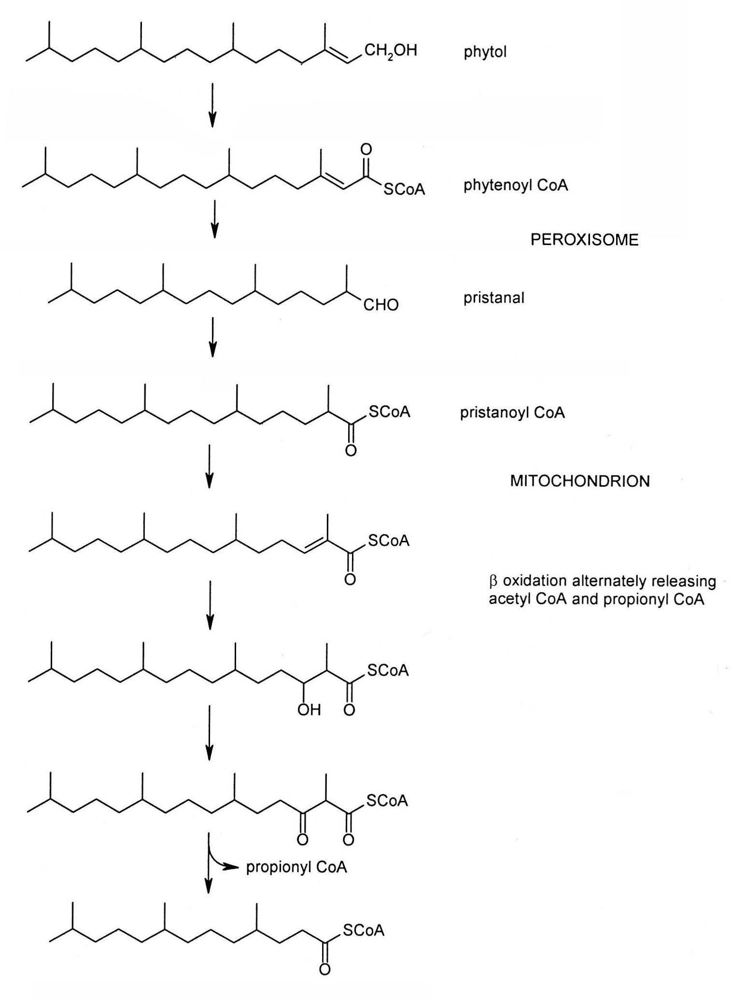 CH₂OH
phytol
O
SCoA
phytenoyl CoA
PEROXISOME
CHO
pristanal
SCoA
pristanoyl CoA
O
MITOCHONDRION
SCoA
O
β oxidation alternately releasing
acetyl CoA and propionyl CoA
SCoA
OH O
SCoA
O O
propionyl CoA
SCoA
O